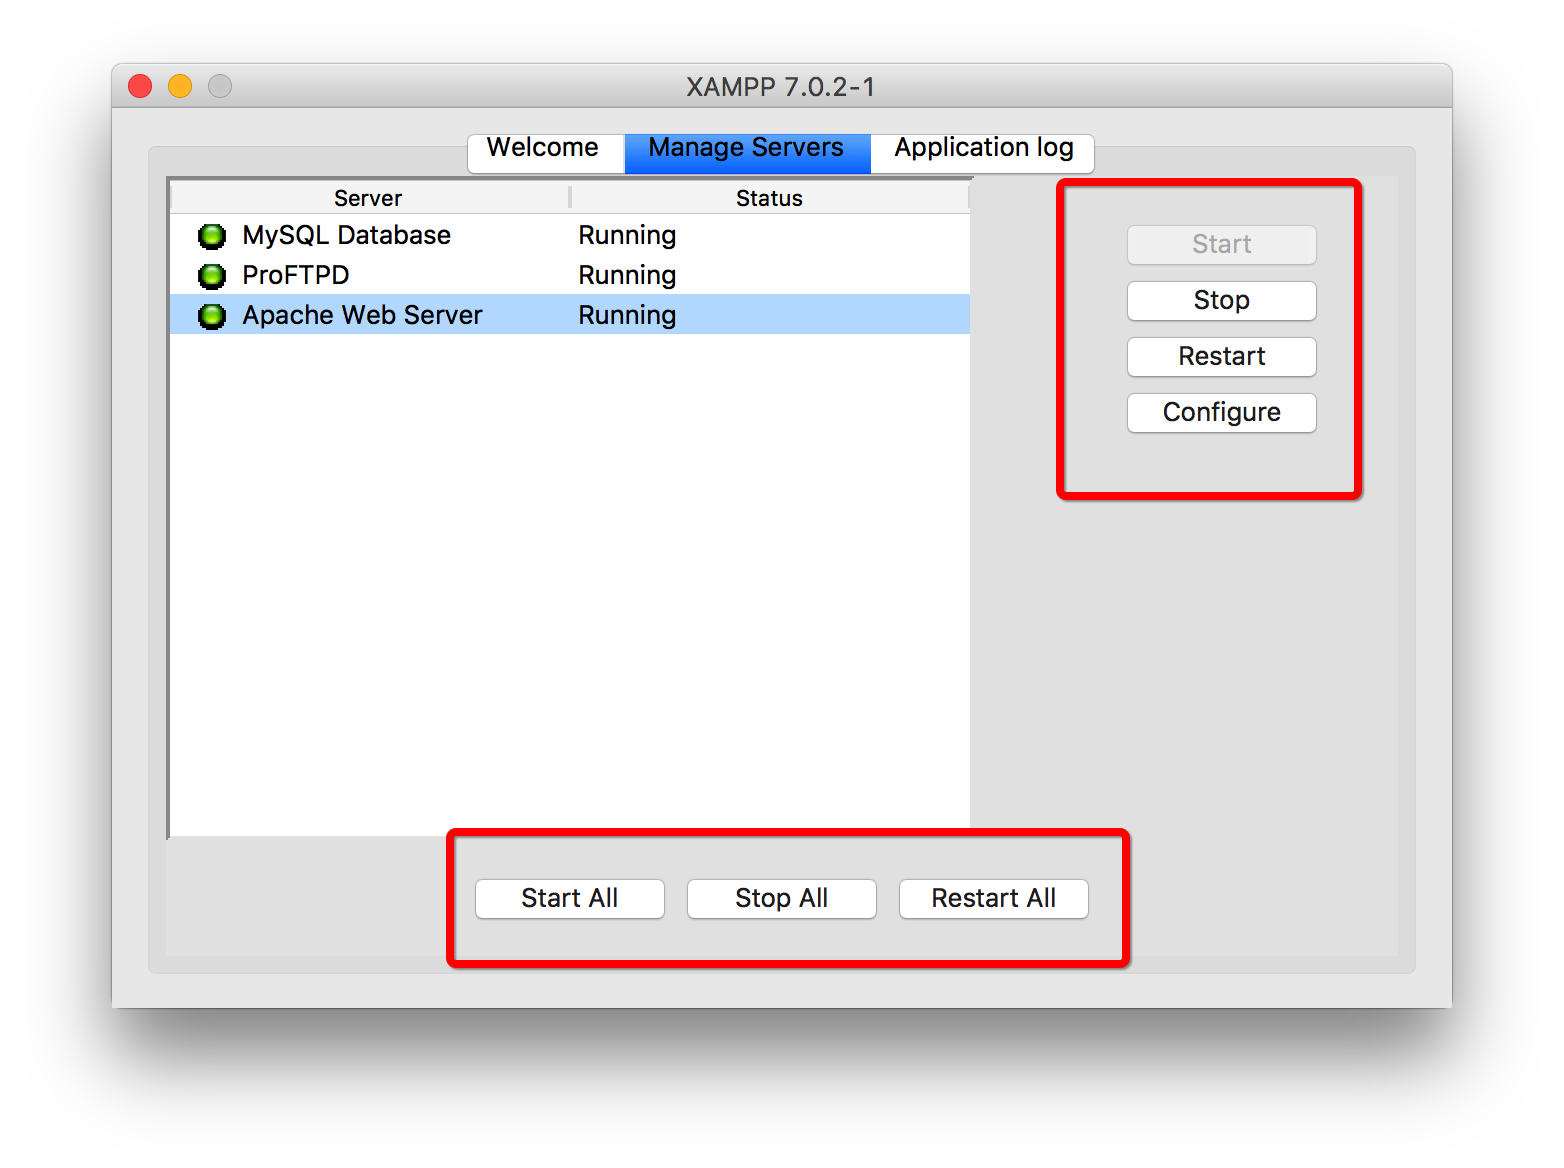 XAMPP 7.0.2-1
Welcome Manage Servers Application log
Server Status
MySQL Database Running
ProFTPD Running
Apache Web Server Running
Start
Stop
Restart
Configure
Start All Stop All Restart All